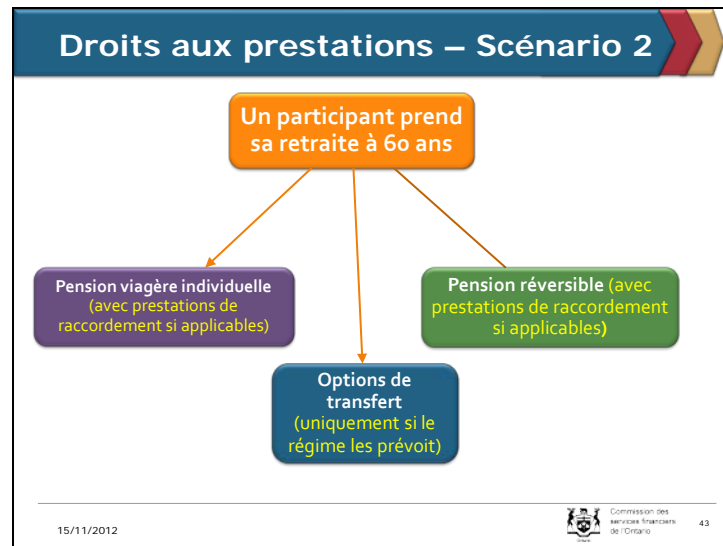 Droits aux prestations – Scénario 2
Un participant prend
sa retraite à 60 ans
Pension viagère individuelle
(avec prestations de
raccordement si applicables)
Pension réversible (avec
prestations de raccordement
si applicables)
Options de
transfert
(uniquement si le
régime les prévoit)
15/11/2012
Ontario
Commission des
services financiers
de l'Ontario
43